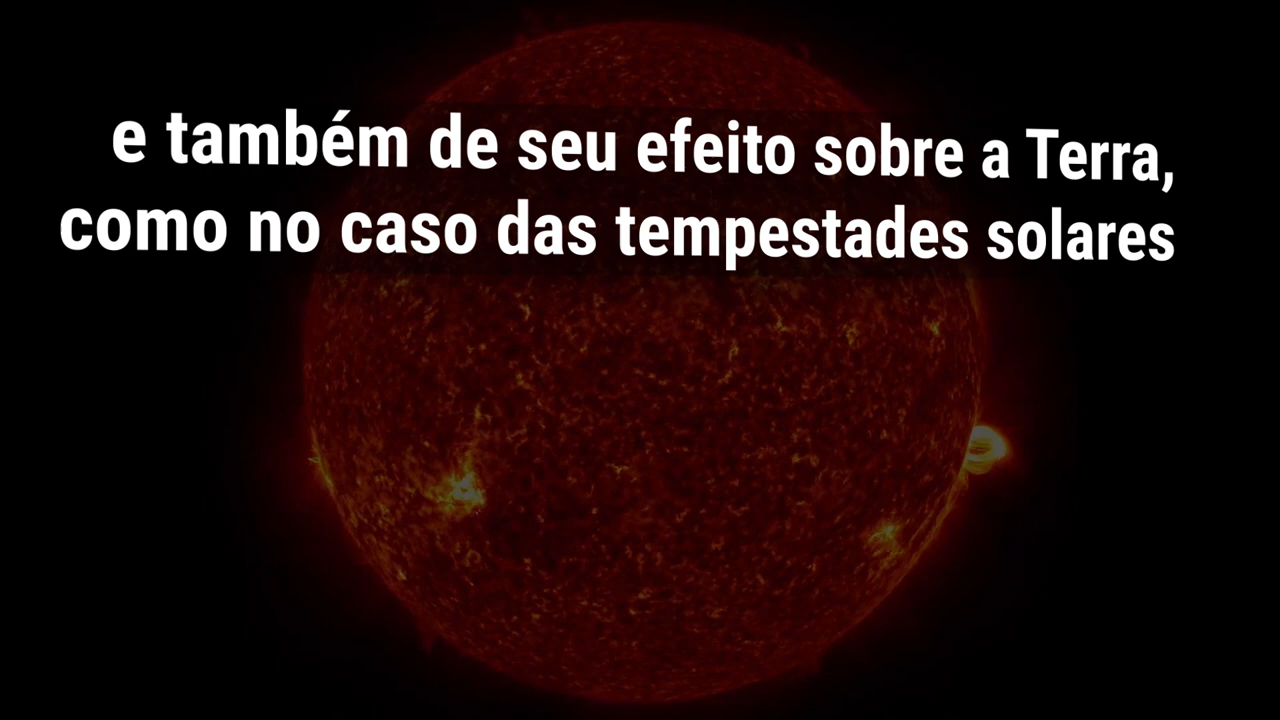 e também de seu efeito sobre a Terra,
como no caso das tempestades solares